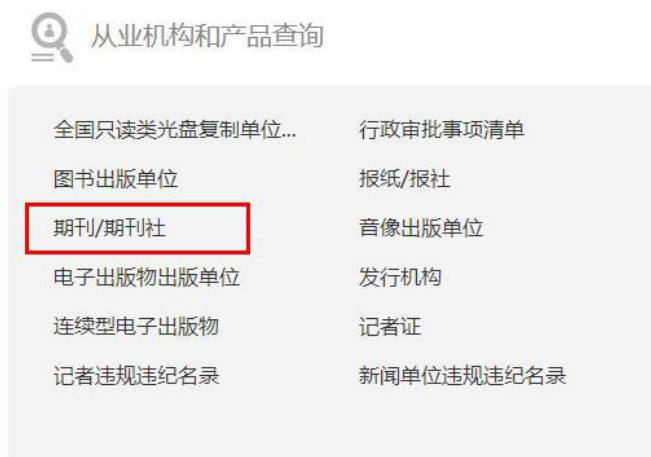 从业机构和产品查询
全国只读类光盘复制单位... 行政审批事项清单
图书出版单位 报纸/报社
期刊/期刊社 音像出版单位
电子出版物出版单位 发行机构
连续型电子出版物 记者证
记者违规违纪名录 新闻单位违规违纪名录